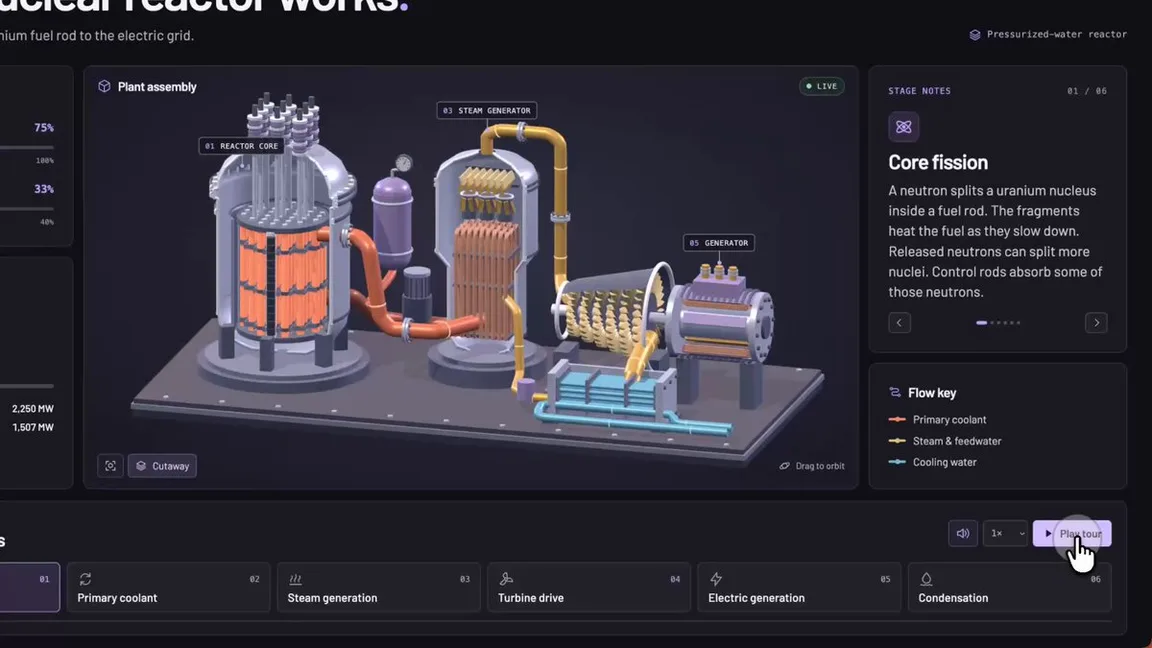 nuclear reactor works.
nium fuel rod to the electric grid.
Pressurized-water reactor
75%
100%
33%
40%
2,250 MW
1,507 MW
Plant assembly
LIVE
01 REACTOR CORE
03 STEAM GENERATOR
05 GENERATOR
Cutaway
Drag to orbit
STAGE NOTES
01 / 06
Core fission
A neutron splits a uranium nucleus
inside a fuel rod. The fragments
heat the fuel as they slow down.
Released neutrons can split more
nuclei. Control rods absorb some of
those neutrons.
Flow key
Primary coolant
Steam & feedwater
Cooling water
s
1×
Play tour
01
02
Primary coolant
03
Steam generation
04
Turbine drive
05
Electric generation
06
Condensation